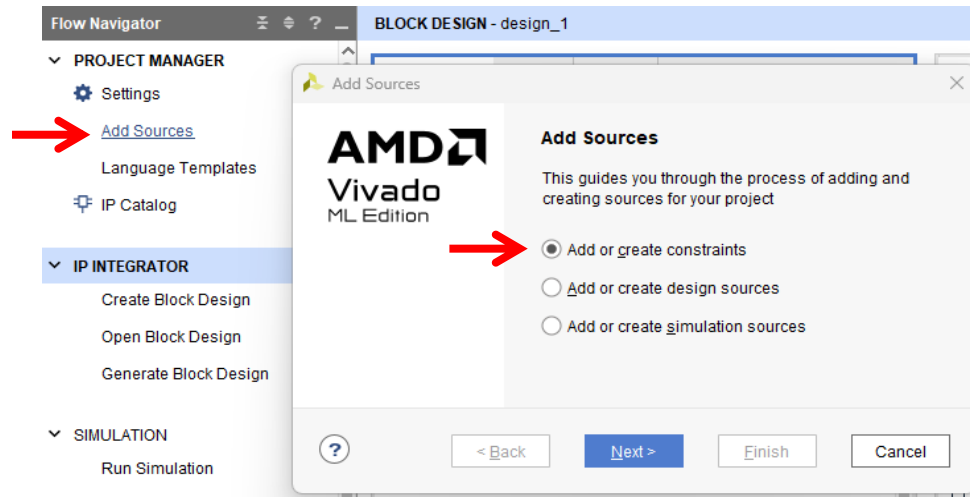 Flow Navigator
?
BLOCK DESIGN - design_1
PROJECT MANAGER
Settings
Add Sources
Language Templates
IP Catalog
IP INTEGRATOR
Create Block Design
Open Block Design
Generate Block Design
SIMULATION
Run Simulation
Add Sources
AMD
Vivado
ML Edition
Add Sources
This guides you through the process of adding and
creating sources for your project
Add or create constraints
Add or create design sources
Add or create simulation sources
?
< Back
Next >
Finish
Cancel